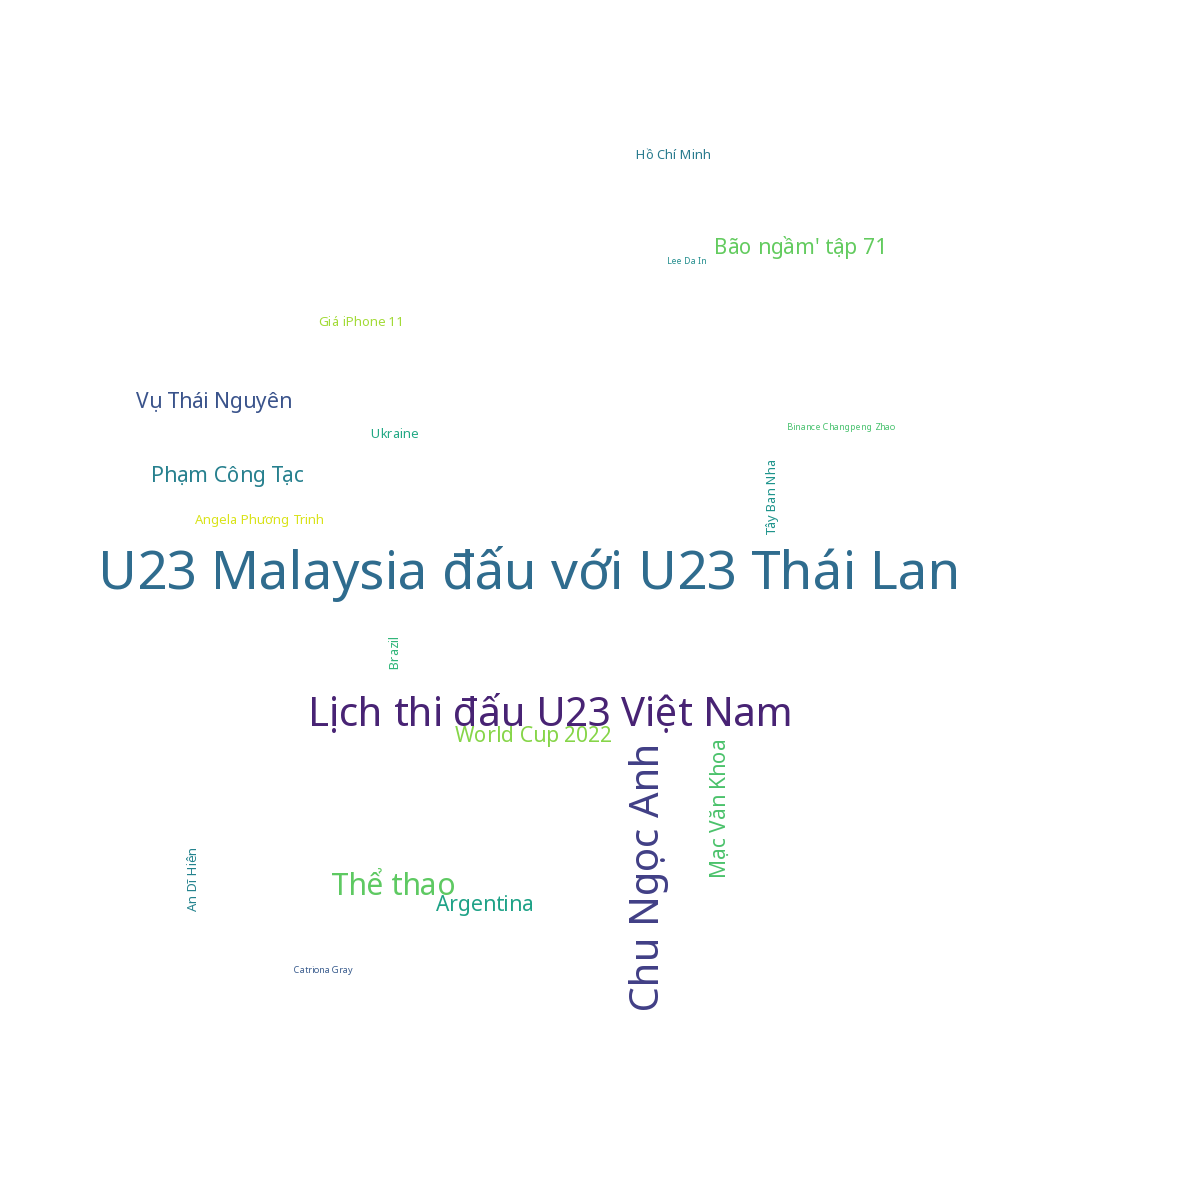 Hồ Chí Minh
Bão ngầm' tập 71
Lee Da In
Giá iPhone 11
Vụ Thái Nguyên
Binance Changpeng Zhao
Ukraine
Phạm Công Tạc
Tây Ban Nha
Angela Phương Trinh
U23 Malaysia đấu với U23 Thái Lan
Brazil
Lịch thi đấu U23 Việt Nam
World Cup 2022
Chu Ngọc Anh
Mạc Văn Khoa
An Dĩ Hiên
Thể thao
Argentina
Catriona Gray